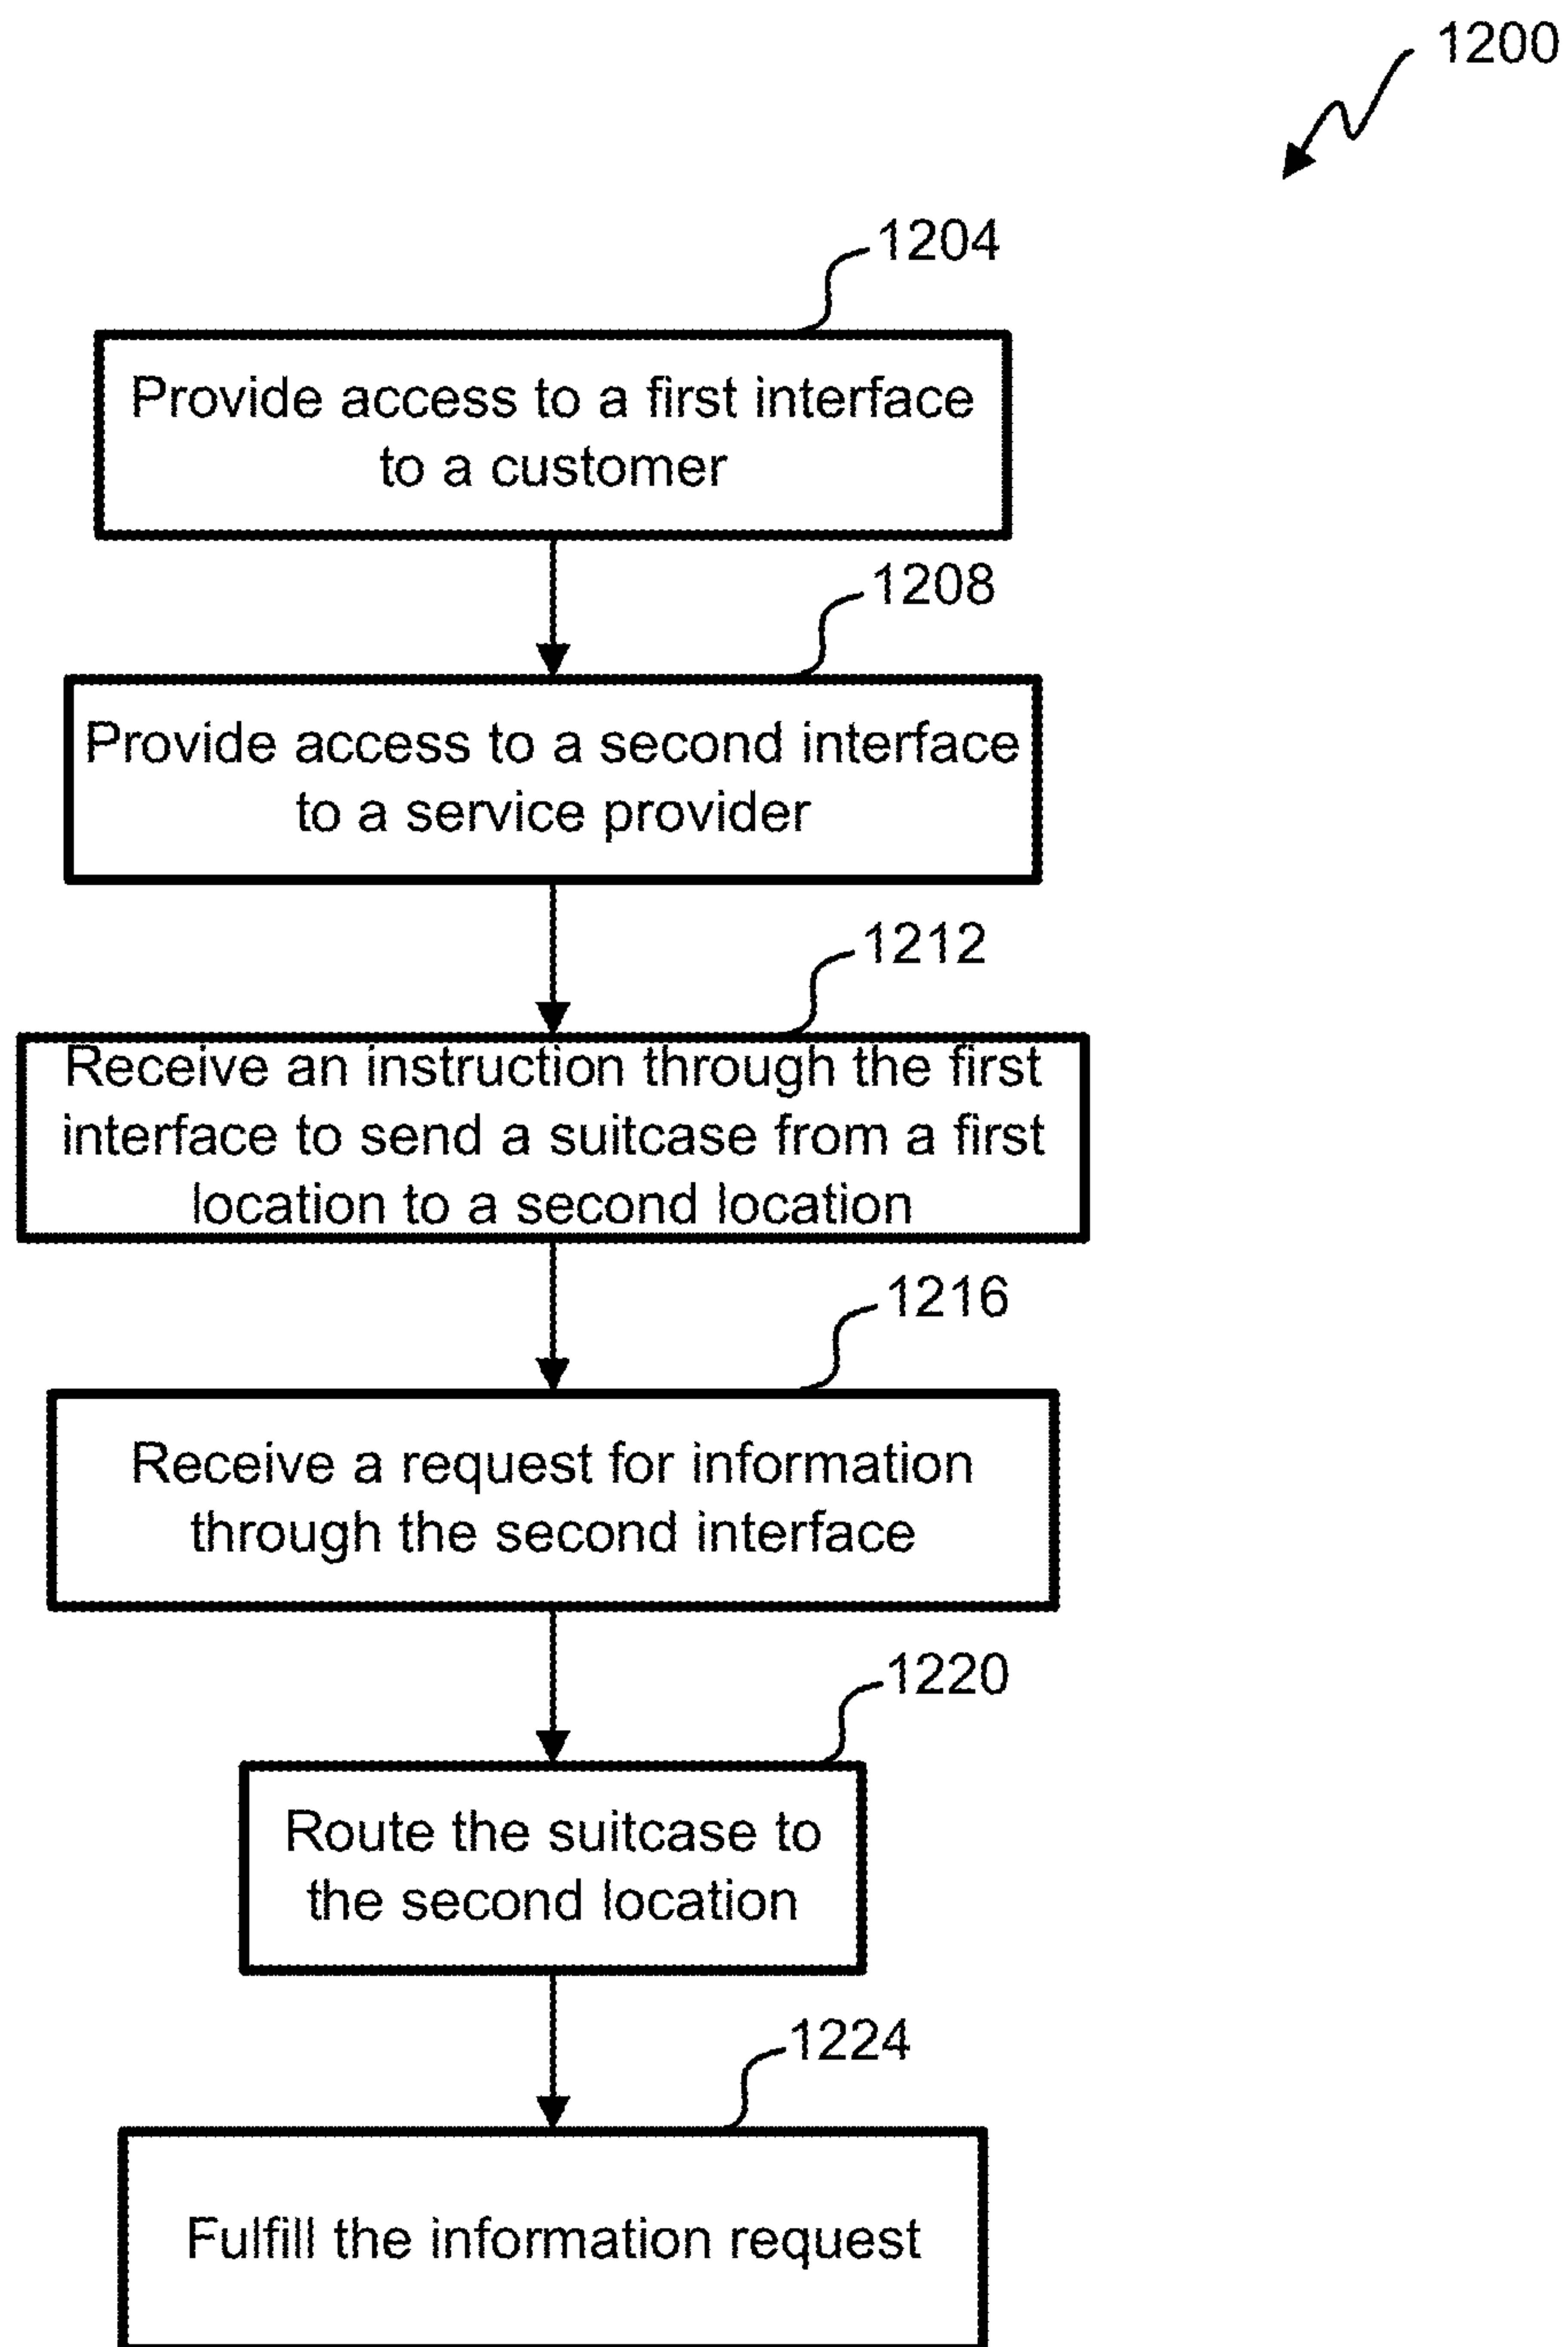 1200
1204
Provide access to a first interface
to a customer
1208
Provide access to a second interface
to a service provider
1212
Receive an instruction through the first
interface to send a suitcase from a first
location to a second location
1216
Receive a request for information
through the second interface
1220
Route the suitcase to
the second location
1224
Fulfill the information request